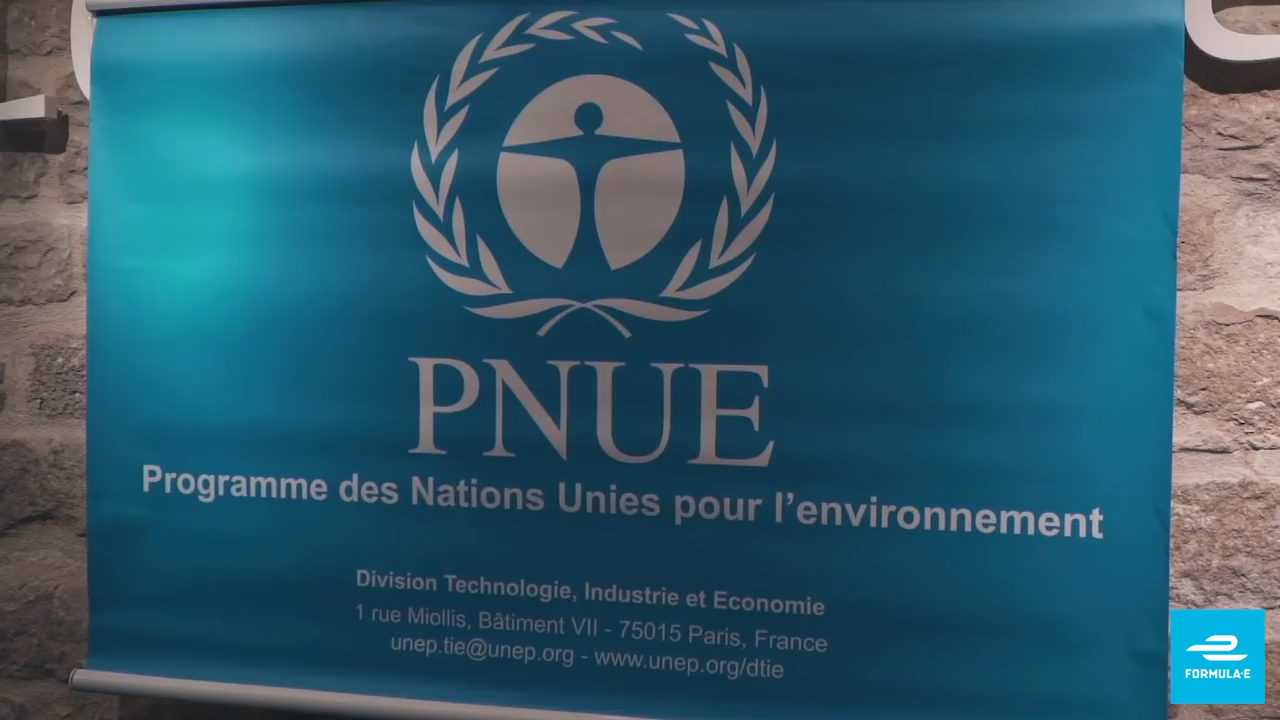 PNUE
Programme des Nations Unies pour l'environnement
Division Technologie, Industrie et Economie
1 rue Miollis, Bâtiment VII - 75015 Paris, France
unep.tie@unep.org - www.unep.org/dtie
FORMULA-E